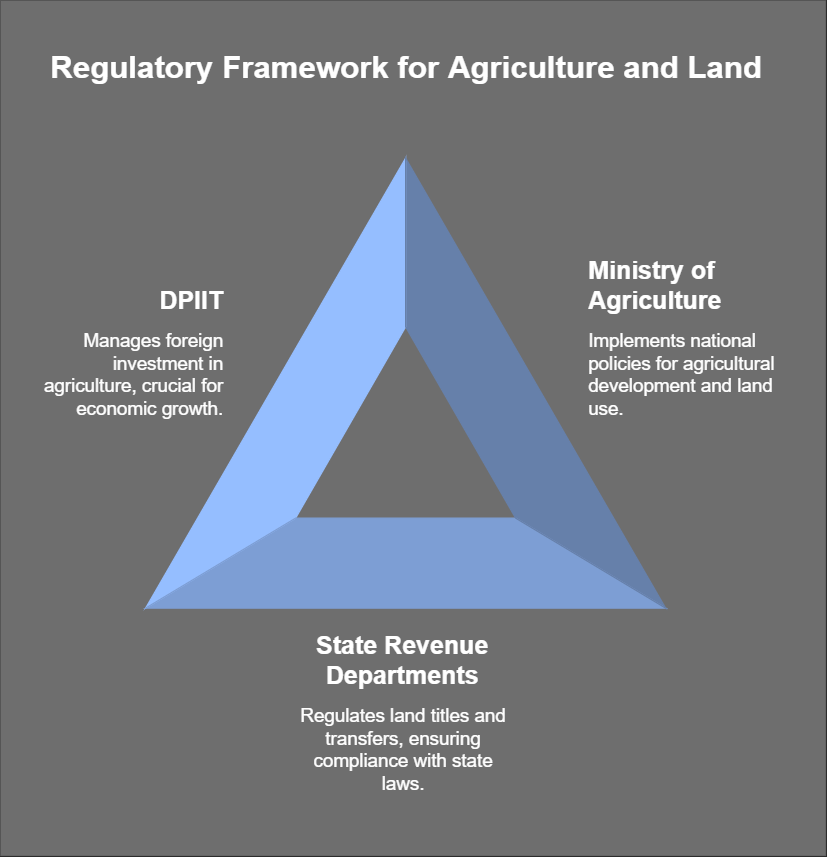 Regulatory Framework for Agriculture and Land
DPIIT
Manages foreign
investment in
agriculture, crucial for
economic growth.
Ministry of
Agriculture
Implements national
policies for agricultural
development and land
use.
State Revenue
Departments
Regulates land titles and
transfers, ensuring
compliance with state
laws.